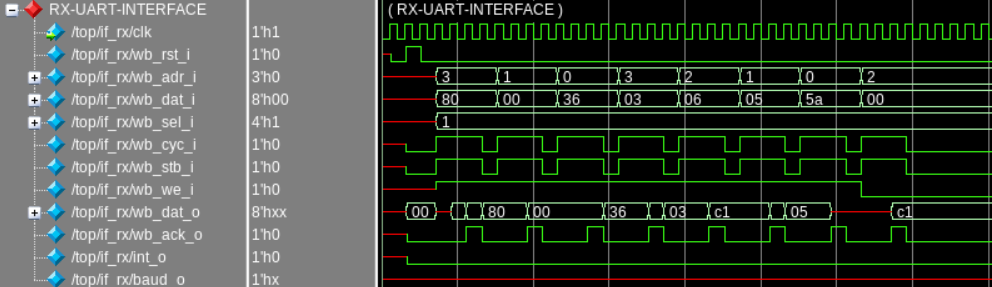 RX-UART-INTERFACE ( RX-UART-INTERFACE )
/top/if_rx/clk 1'h1
/top/if_rx/wb_rst_i 1'h0
/top/if_rx/wb_adr_i 3'h0 3 1 0 3 2 1 0 2
/top/if_rx/wb_dat_i 8'h00 80 00 36 03 06 05 5a 00
/top/if_rx/wb_sel_i 4'h1 1
/top/if_rx/wb_cyc_i 1'h0
/top/if_rx/wb_stb_i 1'h0
/top/if_rx/wb_we_i 1'h0
/top/if_rx/wb_dat_o 8'hxx 00 80 00 36 03 c1 05 c1
/top/if_rx/wb_ack_o 1'h0
/top/if_rx/int_o 1'h0
/top/if_rx/baud_o 1'hx